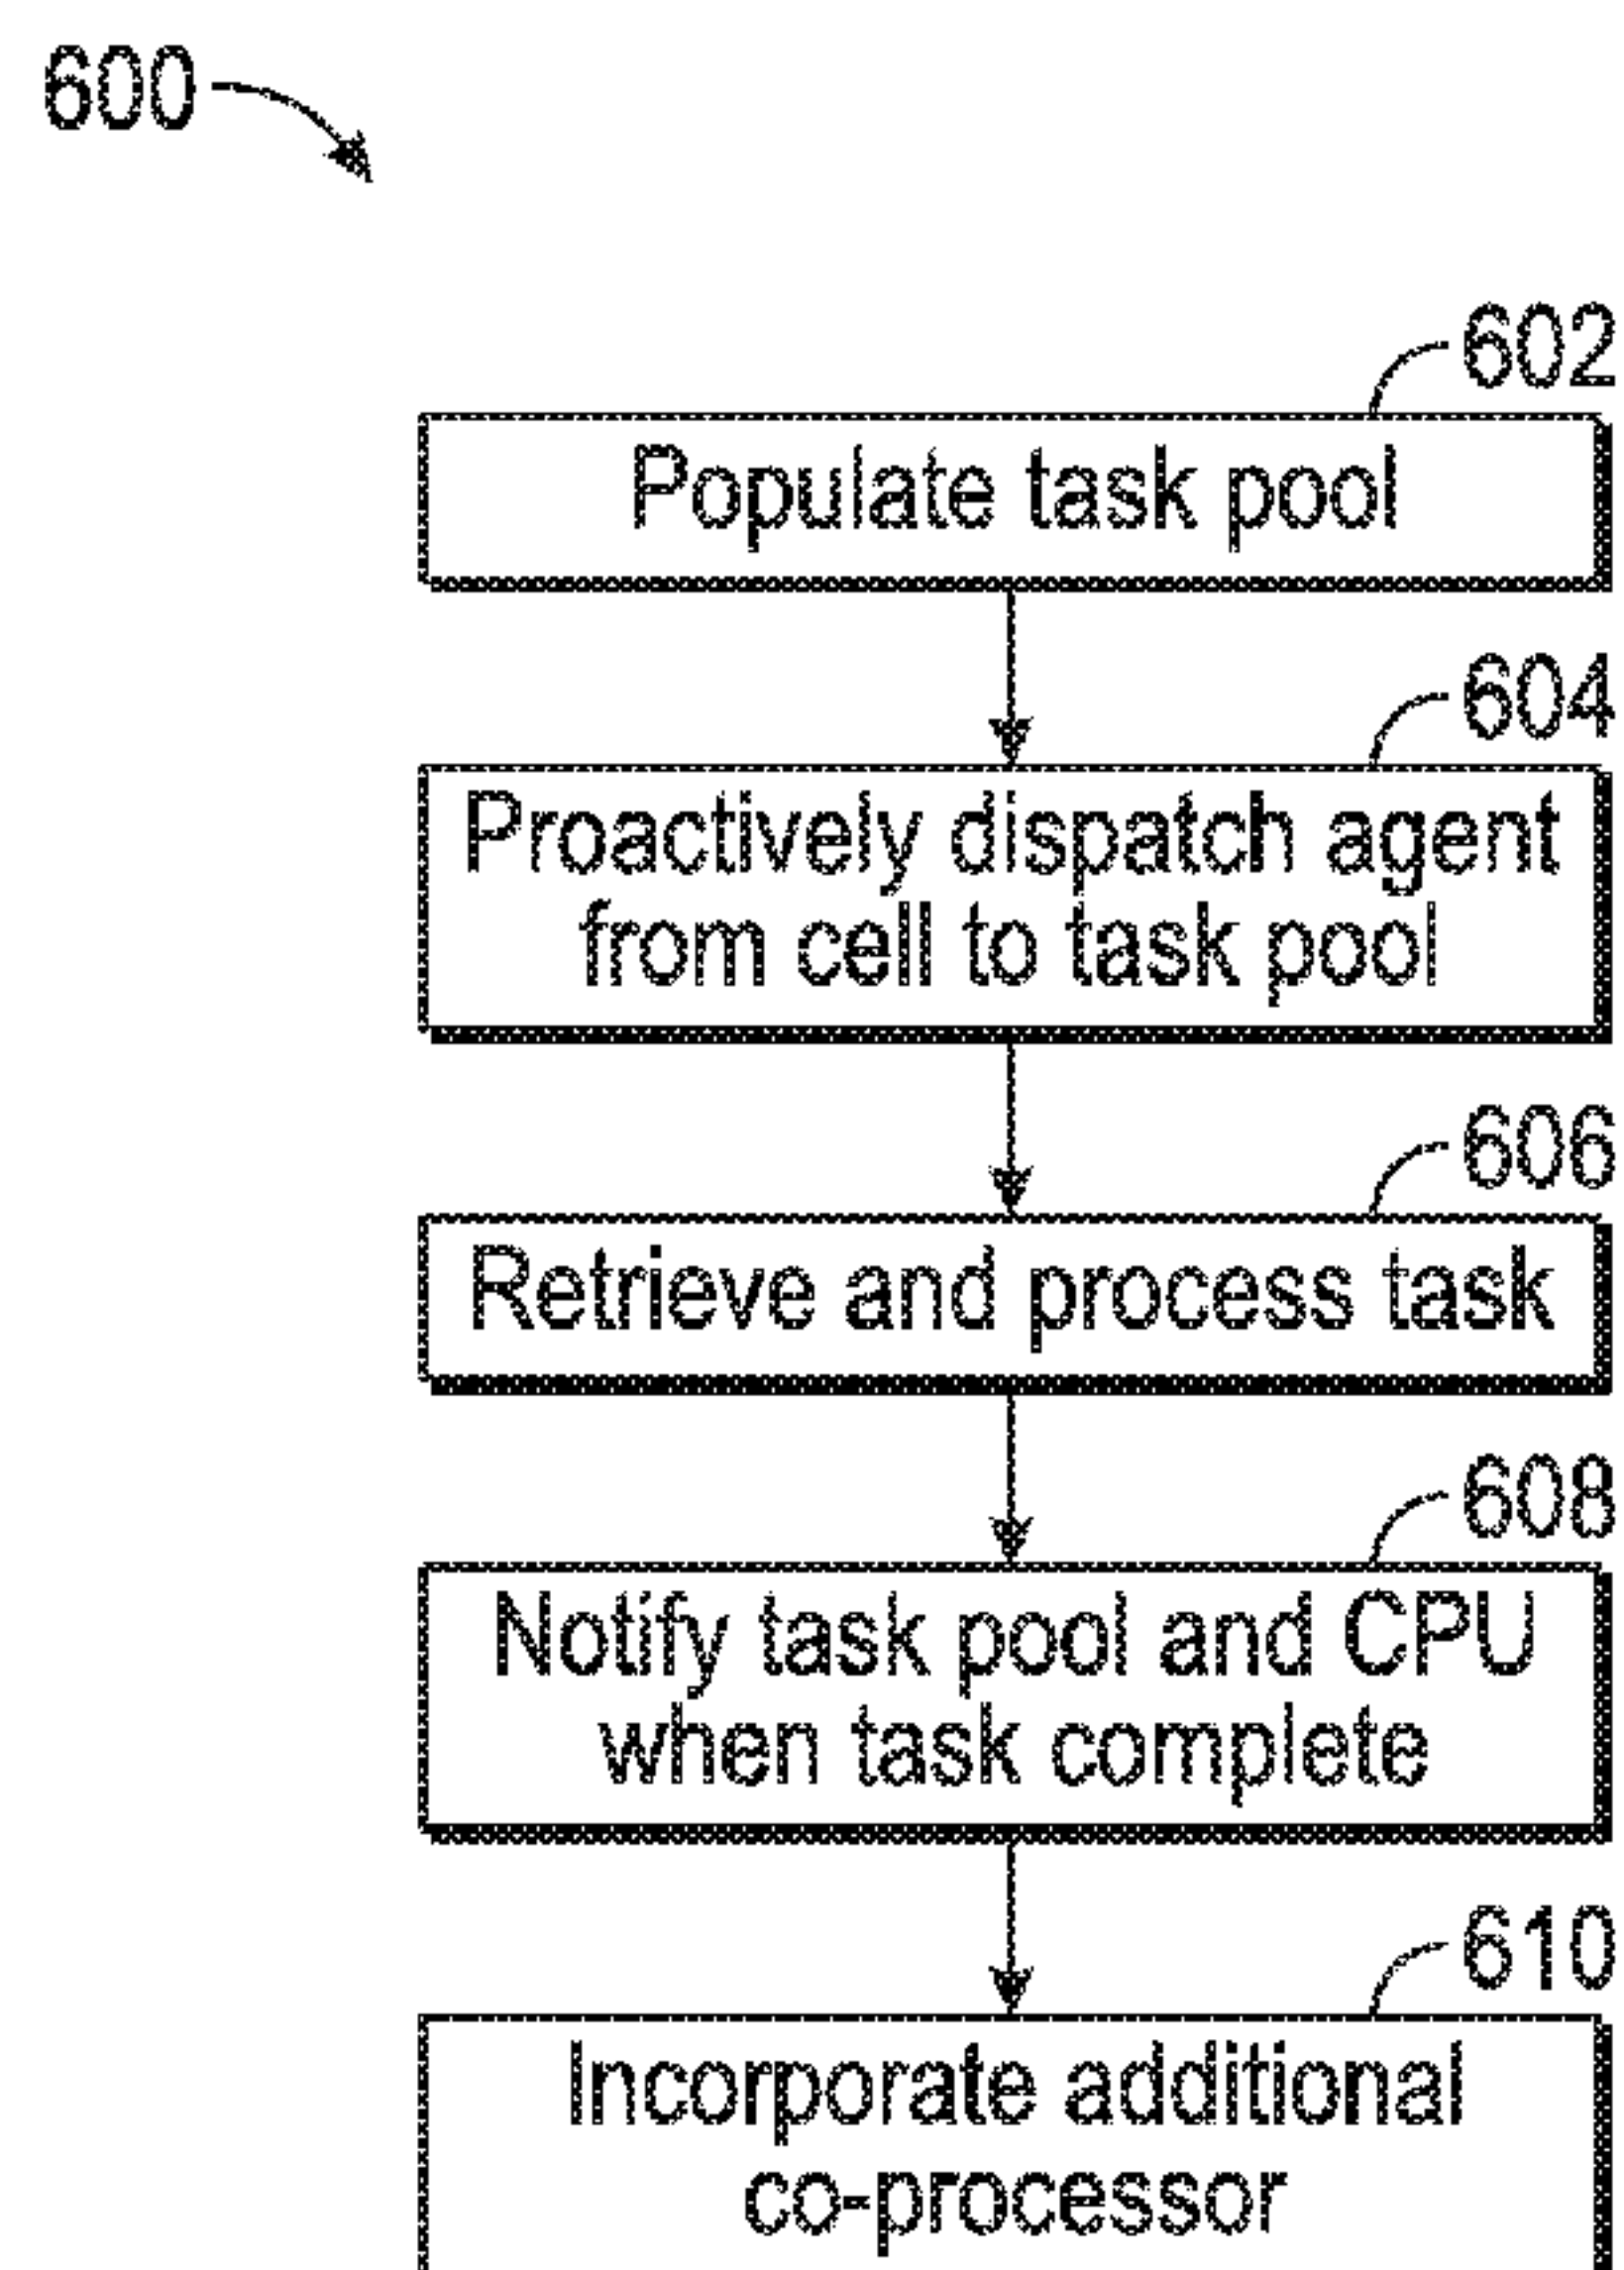 600
602
Populate task pool
604
Proactively dispatch agent
from cell to task pool
606
Retrieve and process task
608
Notify task pool and CPU
when task complete
610
Incorporate additional
co-processor